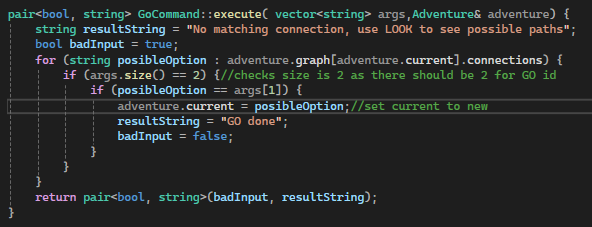 pair<bool, string> GoCommand::execute( vector<string> args,Adventure& adventure) {
string resultString = "No matching connection, use LOOK to see possible paths";
bool badInput = true;
for (string posibleOption : adventure.graph[adventure.current].connections) {
if (args.size() == 2) {//checks size is 2 as there should be 2 for GO id
if (posibleOption == args[1]) {
adventure.current = posibleOption;//set current to new
resultString = "GO done";
badInput = false;
}
}
}
return pair<bool, string>(badInput, resultString);
}